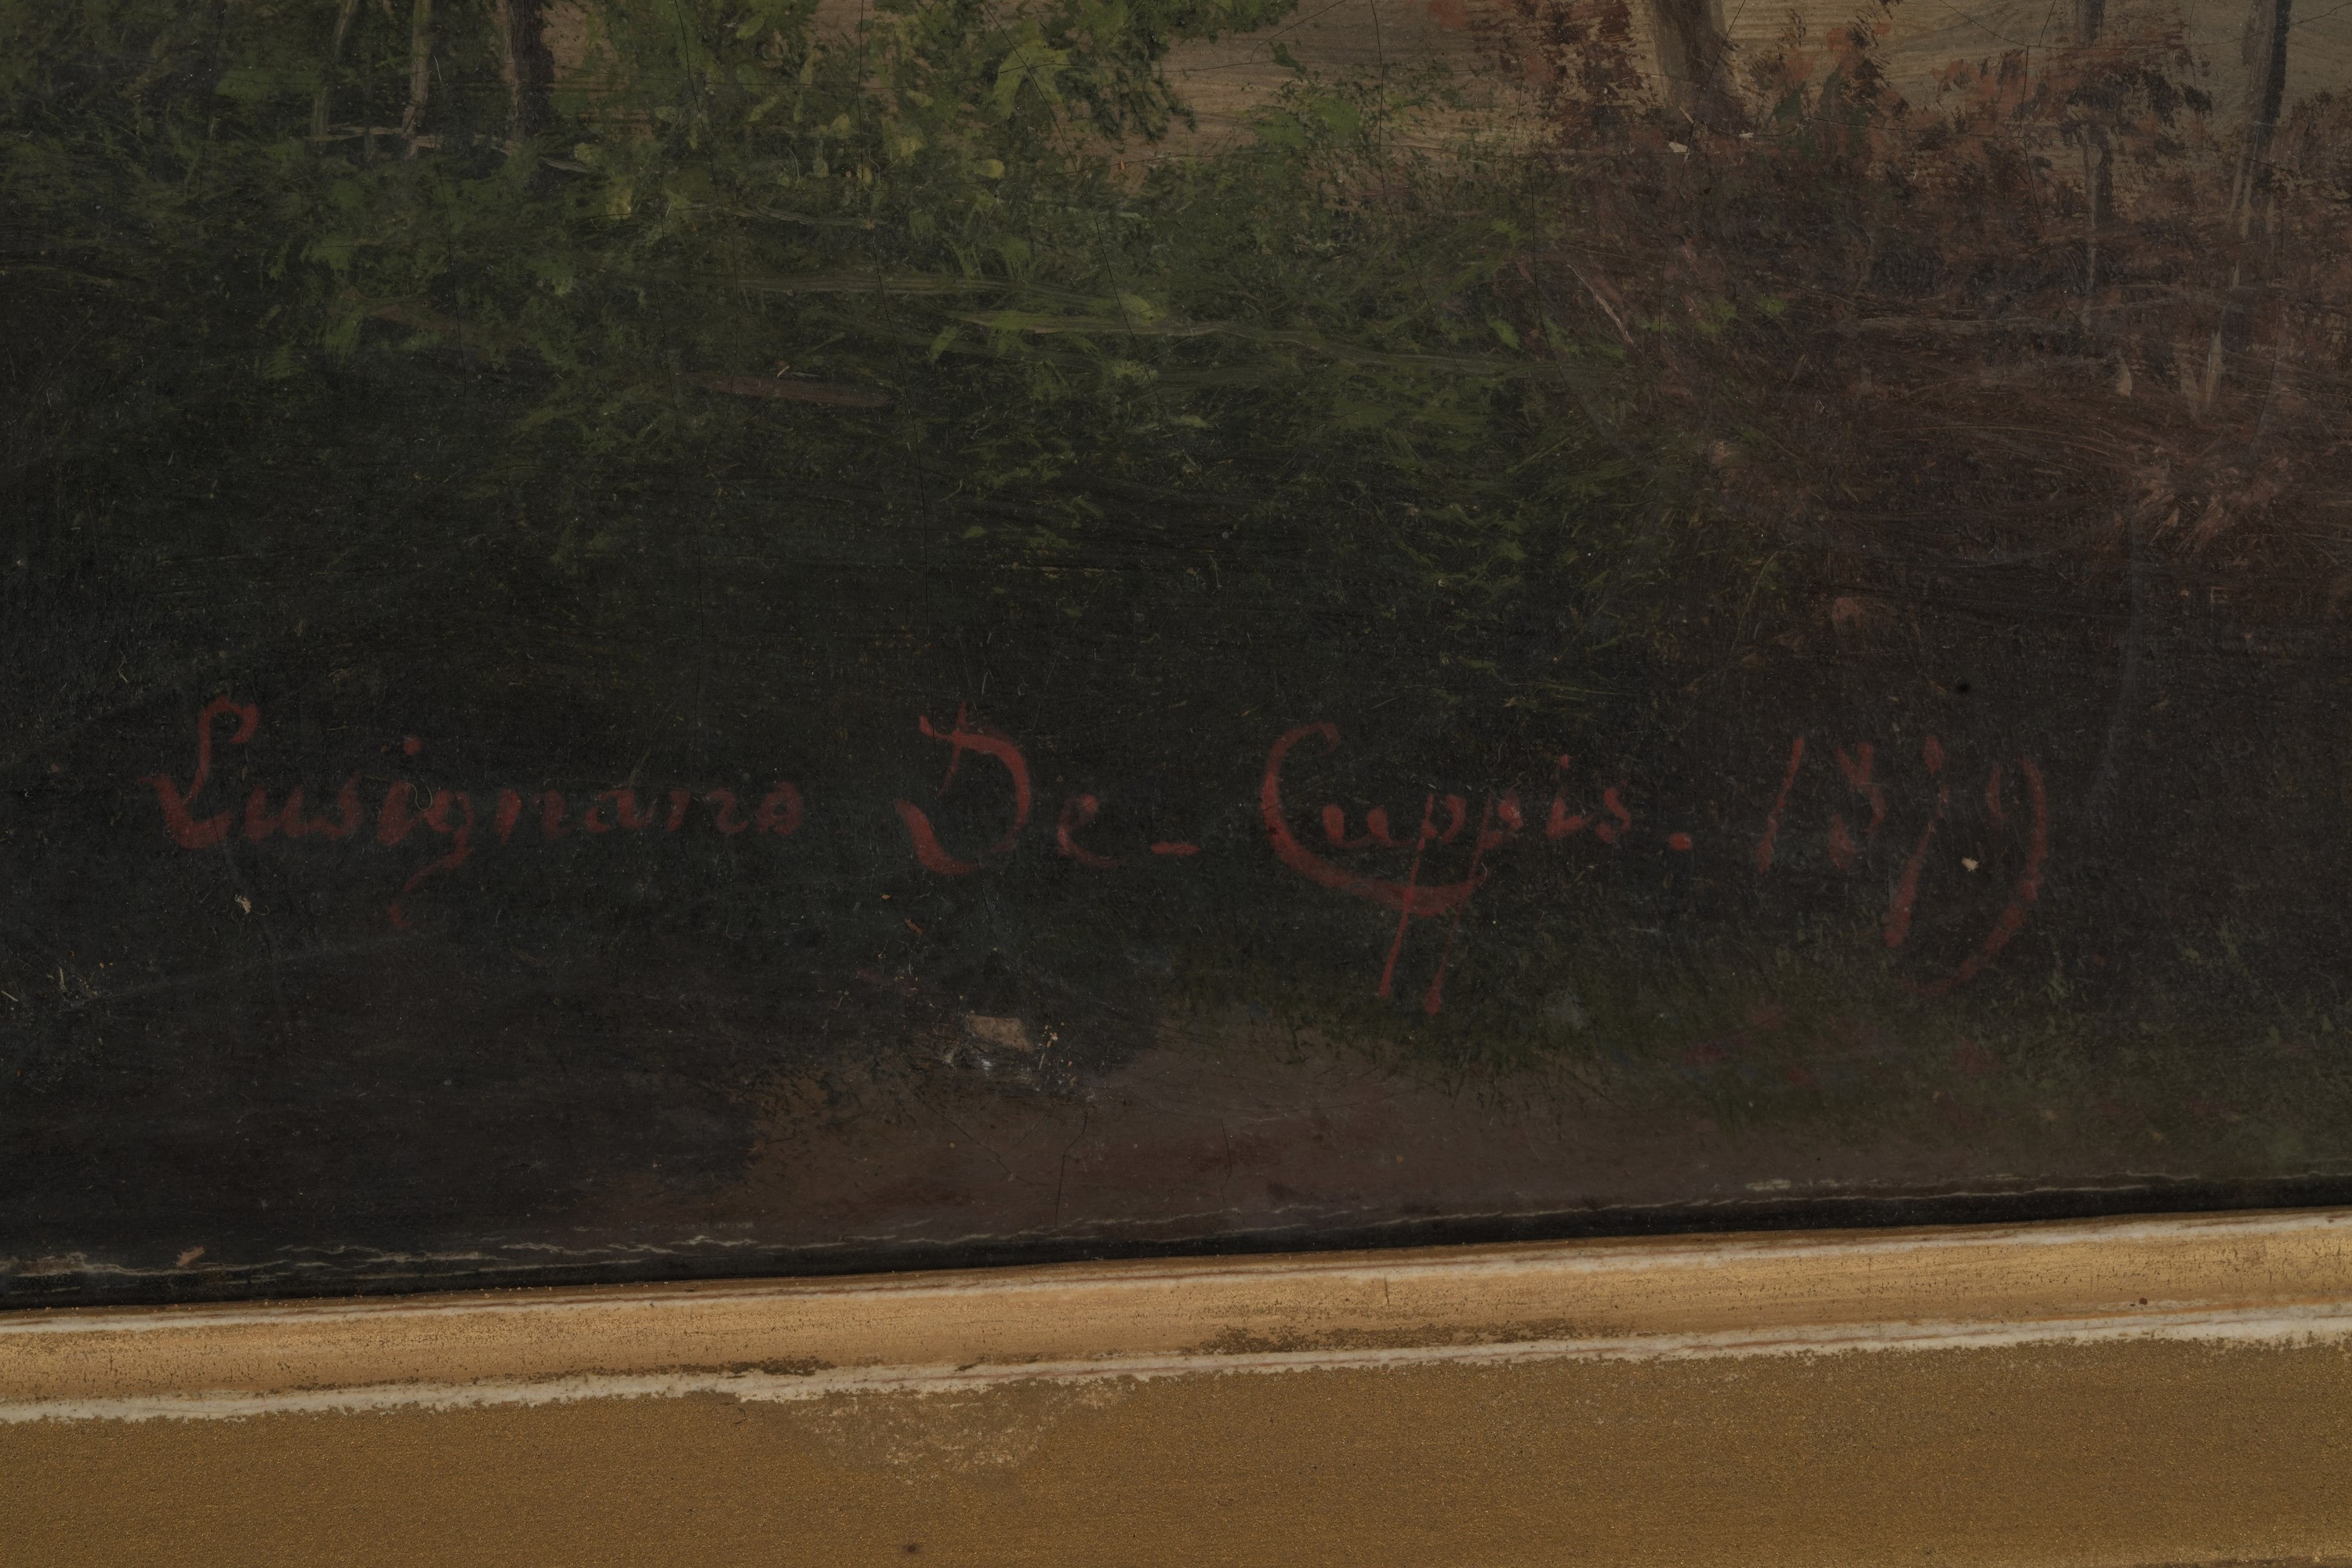 Lusignano De-Cuppis. 1879